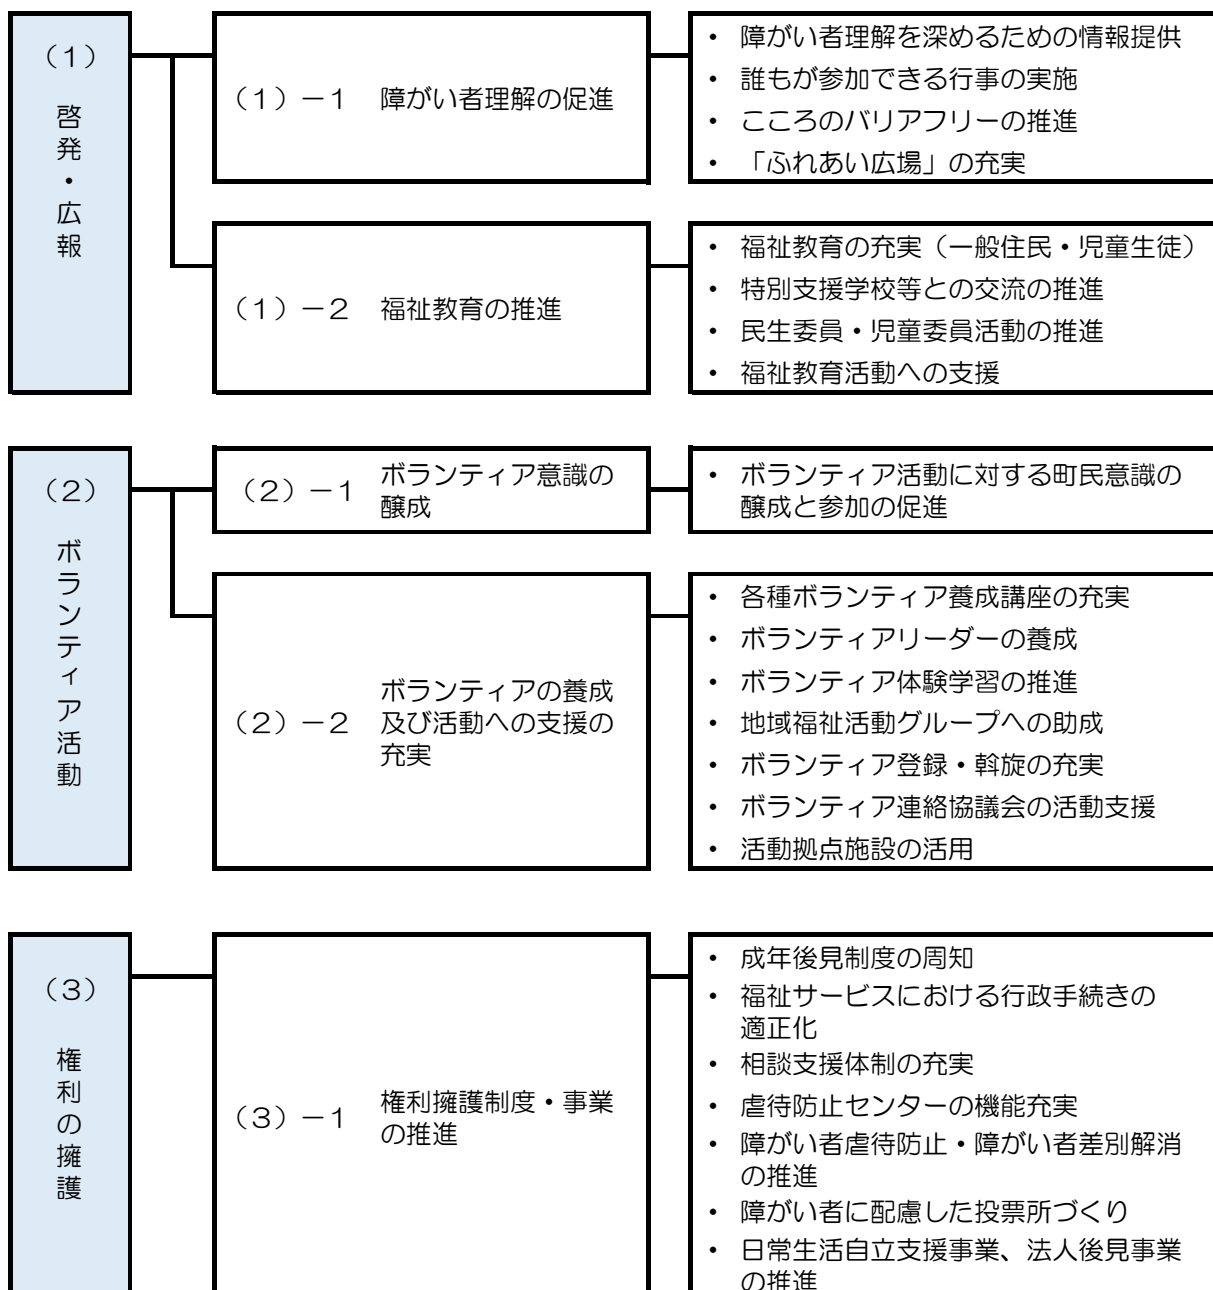 （1）
啓発・広報
（1）－1 障がい者理解の促進
・ 障がい者理解を深めるための情報提供
・ 誰もが参加できる行事の実施
・ こころのバリアフリーの推進
・ 「ふれあい広場」の充実
（1）－2 福祉教育の推進
・ 福祉教育の充実（一般住民・児童生徒）
・ 特別支援学校等との交流の推進
・ 民生委員・児童委員活動の推進
・ 福祉教育活動への支援
（2）
ボランティア活動
（2）－1 ボランティア意識の
醸成
・ ボランティア活動に対する町民意識の
醸成と参加の促進
（2）－2 ボランティアの養成
及び活動への支援の
充実
・ 各種ボランティア養成講座の充実
・ ボランティアリーダーの養成
・ ボランティア体験学習の推進
・ 地域福祉活動グループへの助成
・ ボランティア登録・斡旋の充実
・ ボランティア連絡協議会の活動支援
・ 活動拠点施設の活用
（3）
権利の擁護
（3）－1 権利擁護制度・事業
の推進
・ 成年後見制度の周知
・ 福祉サービスにおける行政手続きの
適正化
・ 相談支援体制の充実
・ 虐待防止センターの機能充実
・ 障がい者虐待防止・障がい者差別解消
の推進
・ 障がい者に配慮した投票所づくり
・ 日常生活自立支援事業、法人後見事業
の推進